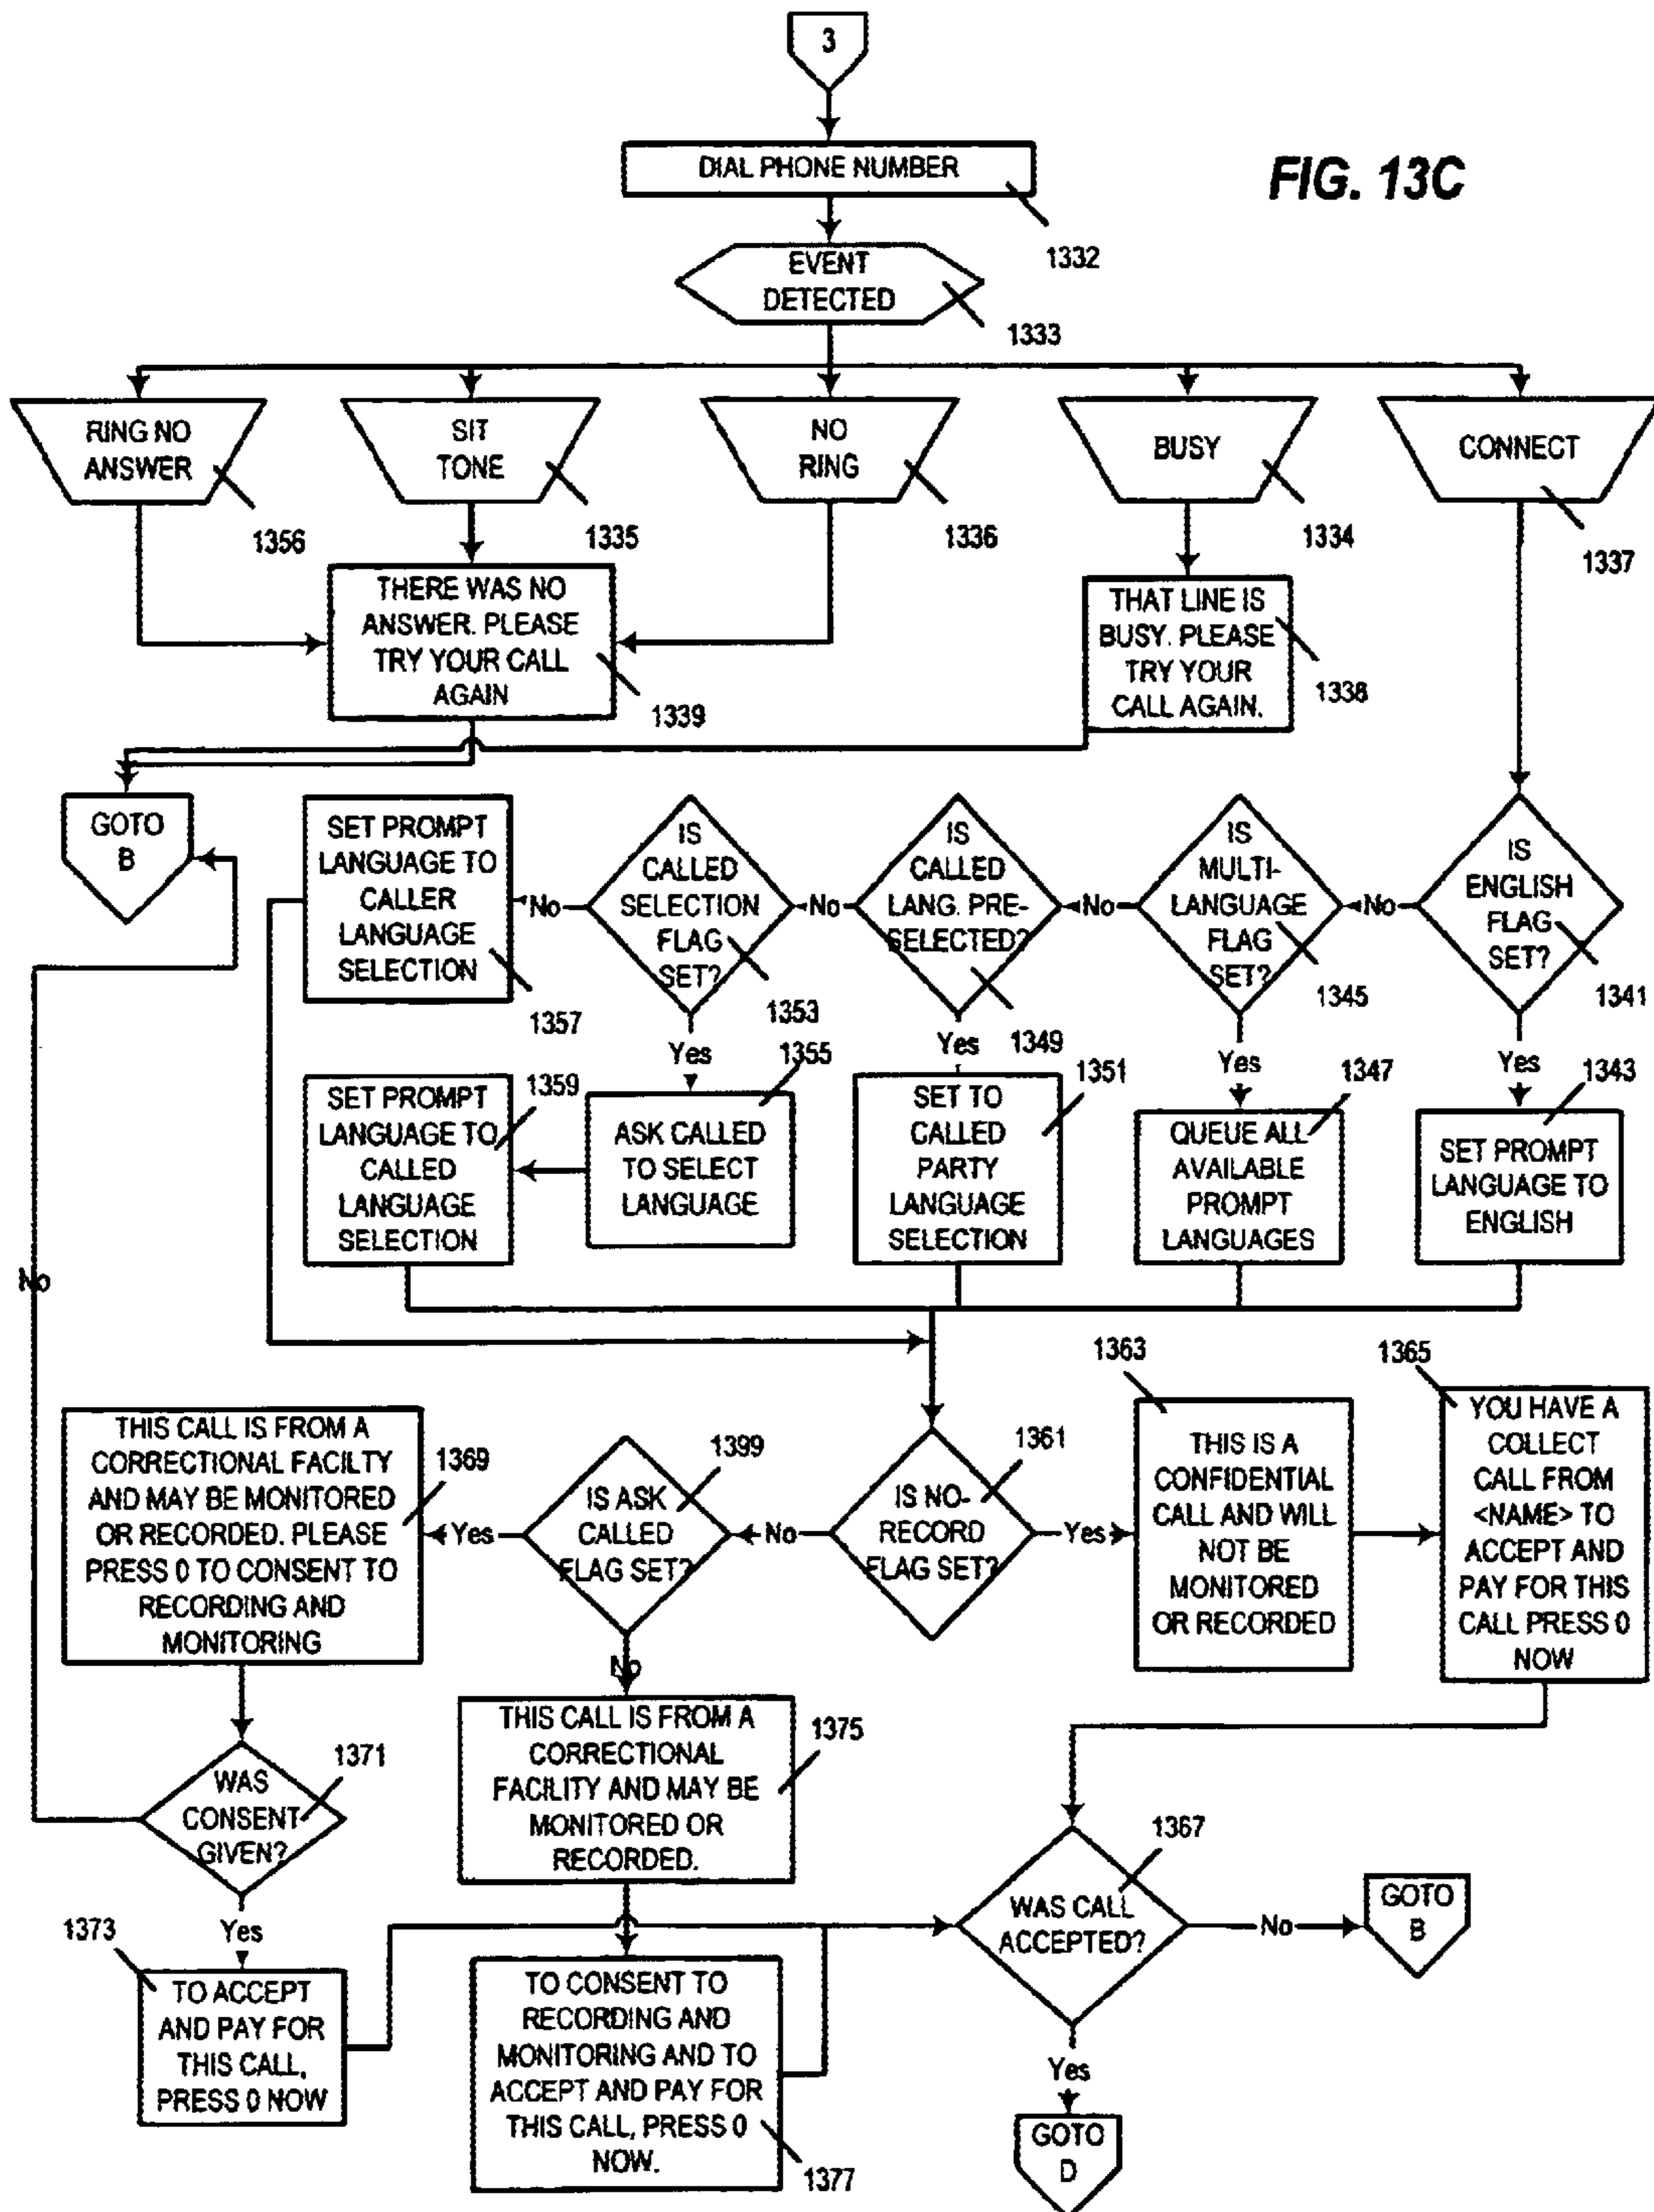 3
DIAL PHONE NUMBER
FIG. 13C
1332
EVENT
DETECTED
1333
RING NO
ANSWER
1356
SIT
TONE
1335
NO
RING
1336
BUSY
1334
CONNECT
1337
THERE WAS NO
ANSWER. PLEASE
TRY YOUR CALL
AGAIN
1339
THAT LINE IS
BUSY. PLEASE
TRY YOUR
CALL AGAIN.
1338
GOTO
B
SET PROMPT
LANGUAGE TO
CALLER
LANGUAGE
SELECTION
1357
No
IS
CALLED
SELECTION
FLAG
SET?
1353
No
IS
CALLED
LANG. PRE-
SELECTED?
1349
No
IS
MULTI-
LANGUAGE
FLAG
SET?
1345
No
IS
ENGLISH
FLAG
SET?
1341
Yes
Yes
Yes
Yes
SET PROMPT
LANGUAGE TO
CALLED
LANGUAGE
SELECTION
1359
ASK CALLED
TO SELECT
LANGUAGE
1355
SET TO
CALLED
PARTY
LANGUAGE
SELECTION
1351
QUEUE ALL
AVAILABLE
PROMPT
LANGUAGES
1347
SET PROMPT
LANGUAGE TO
ENGLISH
1343
No
THIS CALL IS FROM A
CORRECTIONAL FACILTY
AND MAY BE MONITORED
OR RECORDED. PLEASE
PRESS 0 TO CONSENT TO
RECORDING AND
MONITORING
1369
Yes
IS ASK
CALLED
FLAG SET?
1399
No
IS NO-
RECORD
FLAG SET?
1361
Yes
THIS IS A
CONFIDENTIAL
CALL AND WILL
NOT BE
MONITORED
OR RECORDED
1363
YOU HAVE A
COLLECT
CALL FROM
<NAME> TO
ACCEPT AND
PAY FOR THIS
CALL PRESS 0
NOW
1365
No
WAS
CONSENT
GIVEN?
1371
THIS CALL IS FROM A
CORRECTIONAL
FACILITY AND MAY BE
MONITORED OR
RECORDED.
1375
WAS CALL
ACCEPTED?
1367
No
GOTO
B
Yes
1373
TO ACCEPT
AND PAY FOR
THIS CALL,
PRESS 0 NOW
TO CONSENT TO
RECORDING AND
MONITORING AND TO
ACCEPT AND PAY FOR
THIS CALL, PRESS 0
NOW.
1377
Yes
GOTO
D